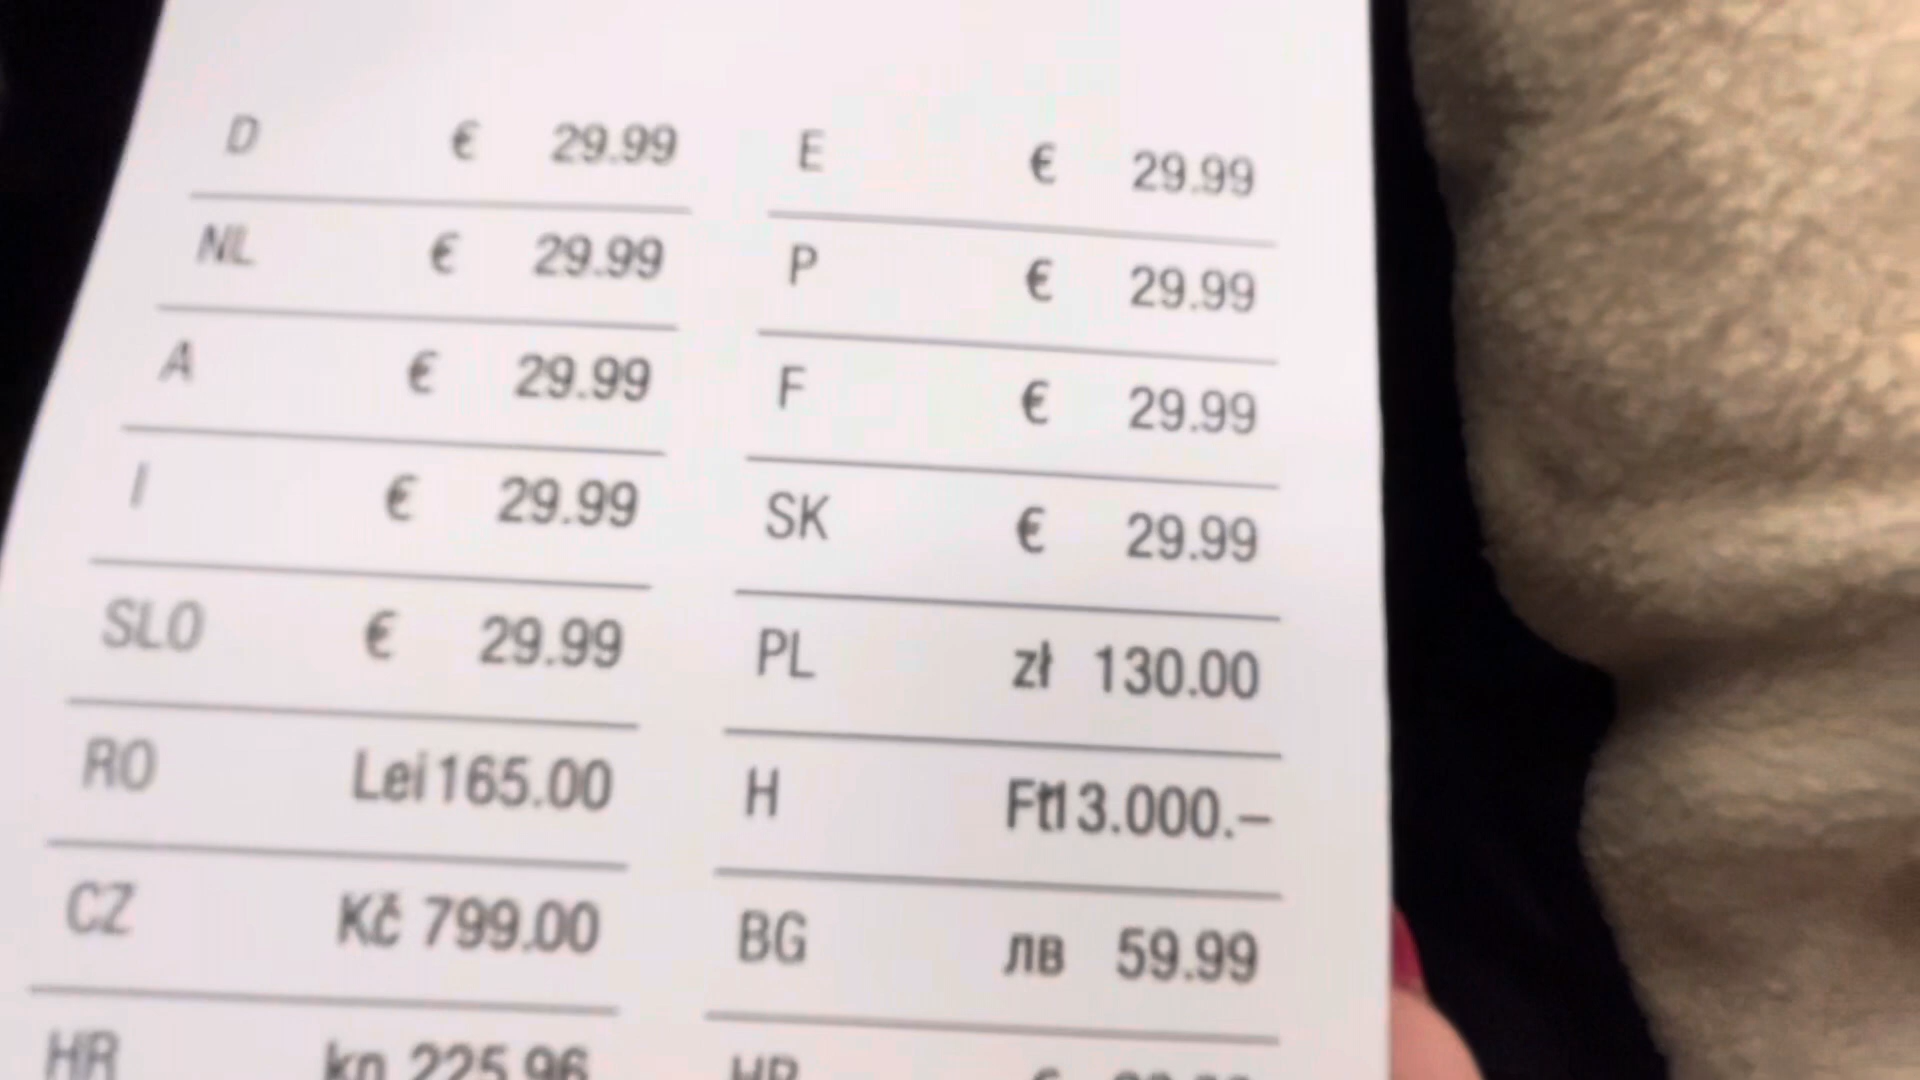 D € 29.99 E € 29.99
NL € 29.99 P € 29.99
A € 29.99 F € 29.99
I € 29.99 SK € 29.99
SLO € 29.99 PL zł 130.00
RO Lei 165.00 H Ft13.000.–
CZ Kč 799.00 BG лв 59.99
HR kn 225.96 HR €